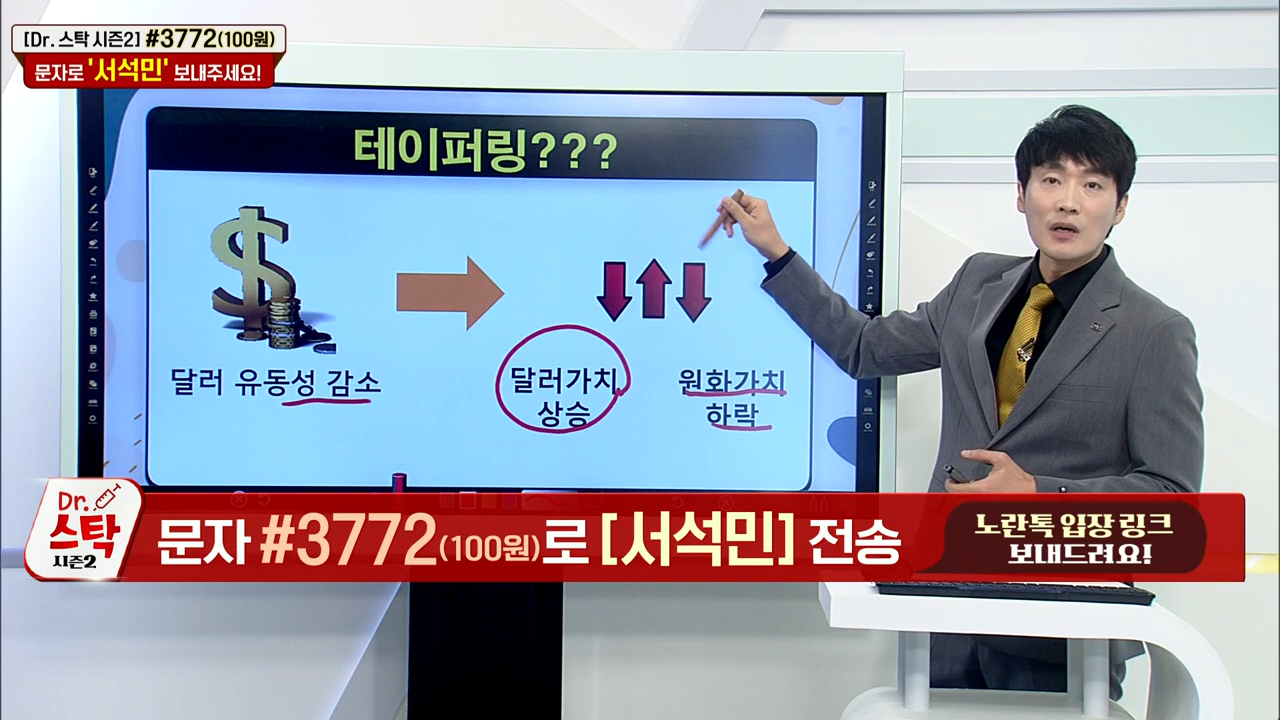 [Dr. 스탁 시즌2] #3772(100원)
문자로 '서석민' 보내주세요!
테이퍼링???
달러 유동성 감소
달러가치
상승
원화가치
하락
Dr.
스탁
시즌2
문자 #3772(100원)로 [서석민] 전송
노란톡 입장 링크
보내드려요!